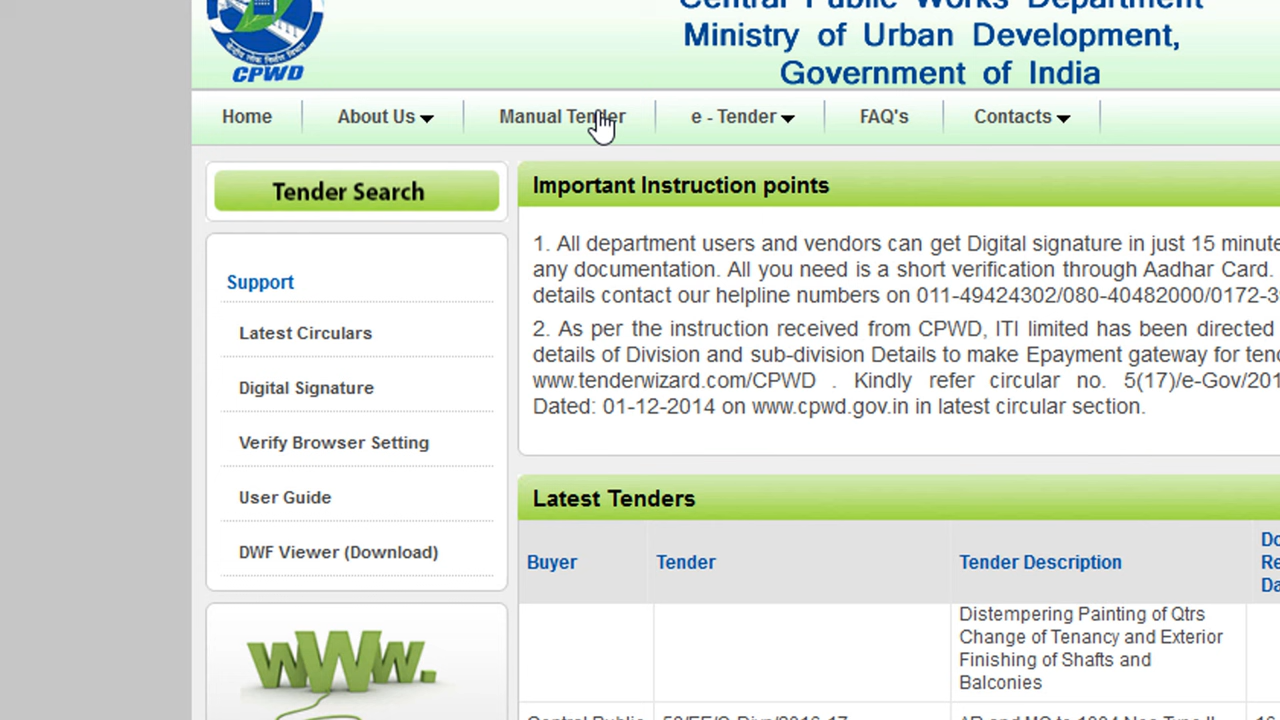 Central Public Works Department
Ministry of Urban Development,
Government of India
केन्द्रीय लोक निर्माण विभाग
CPWD
Home
About Us
Manual Tender
e - Tender
FAQ's
Contacts
Tender Search
Support
Latest Circulars
Digital Signature
Verify Browser Setting
User Guide
DWF Viewer (Download)
www.
Important Instruction points
1. All department users and vendors can get Digital signature in just 15 minute
any documentation. All you need is a short verification through Aadhar Card.
details contact our helpline numbers on 011-49424302/080-40482000/0172-3
2. As per the instruction received from CPWD, ITI limited has been directed
details of Division and sub-division Details to make Epayment gateway for ten
www.tenderwizard.com/CPWD . Kindly refer circular no. 5(17)/e-Gov/201
Dated: 01-12-2014 on www.cpwd.gov.in in latest circular section.
Latest Tenders
Buyer
Tender
Tender Description
Do
Re
Da
Distempering Painting of Qtrs
Change of Tenancy and Exterior
Finishing of Shafts and
Balconies
Central Public